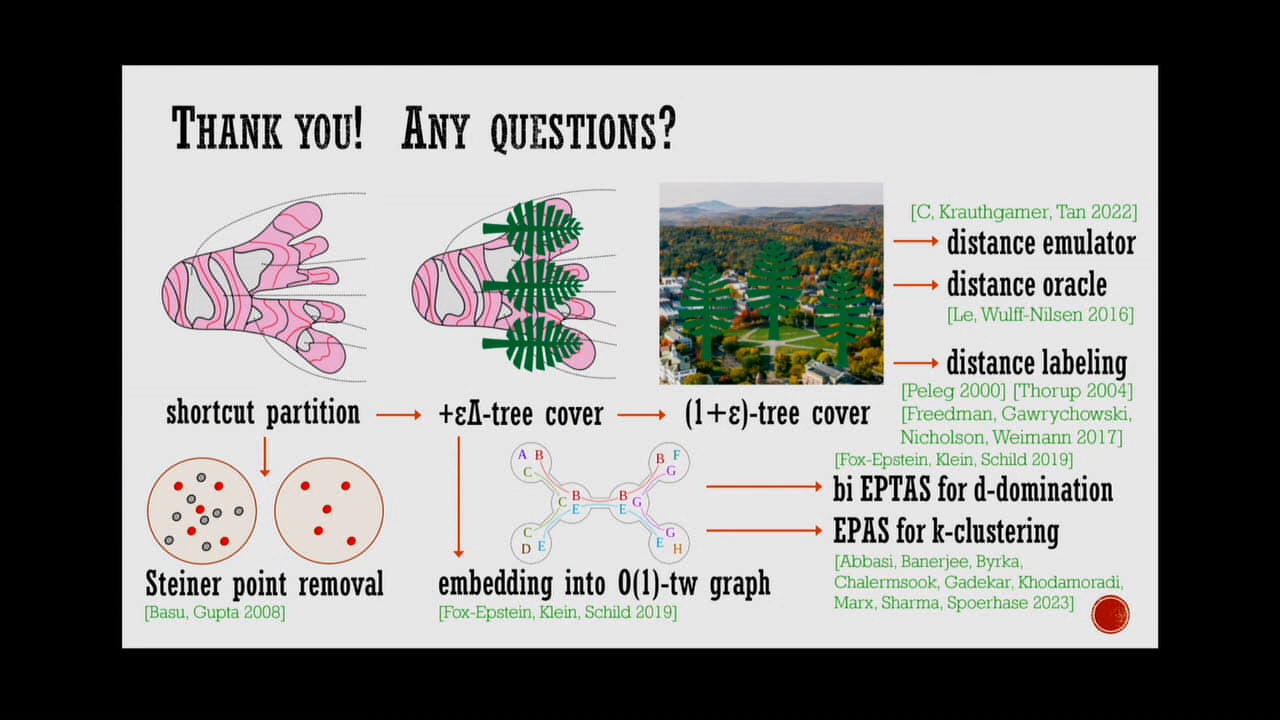 THANK YOU! ANY QUESTIONS?
[C, Krauthgamer, Tan 2022]
distance emulator
distance oracle
[Le, Wulff-Nilsen 2016]
distance labeling
[Peleg 2000] [Thorup 2004]
[Freedman, Gawrychowski,
Nicholson, Weimann 2017]
shortcut partition
+εΔ-tree cover
(1+ε)-tree cover
[Fox-Epstein, Klein, Schild 2019]
bi EPTAS for d-domination
EPAS for k-clustering
[Abbasi, Banerjee, Byrka,
Chalermsook, Gadekar, Khodamoradi,
Marx, Sharma, Spoerhase 2023]
A B
C
B F
G
C B
E
B G
E
C
D E
G
E H
Steiner point removal
[Basu, Gupta 2008]
embedding into O(1)-tw graph
[Fox-Epstein, Klein, Schild 2019]